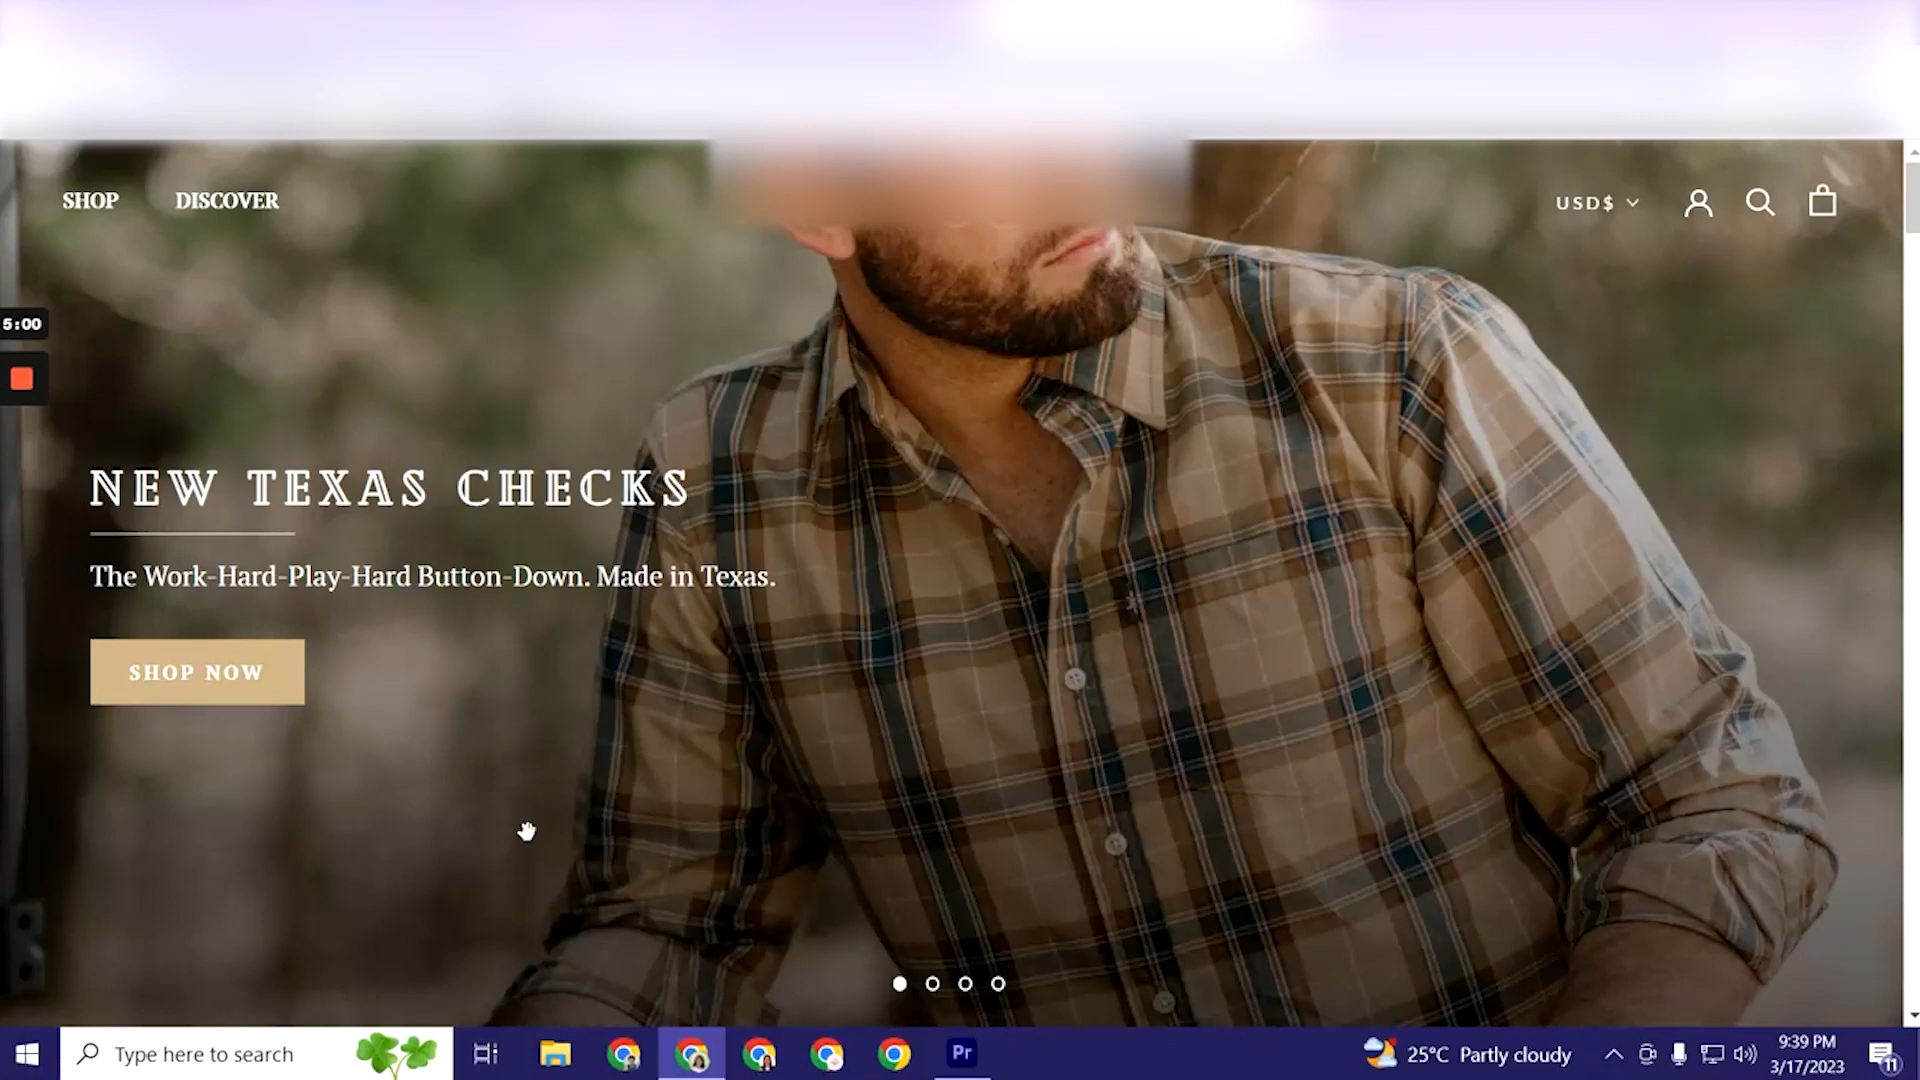 SHOP DISCOVER USD$
5:00
NEW TEXAS CHECKS
The Work-Hard-Play-Hard Button-Down. Made in Texas.
SHOP NOW
Type here to search
Pr
25°C Partly cloudy
9:39 PM
3/17/2023
11